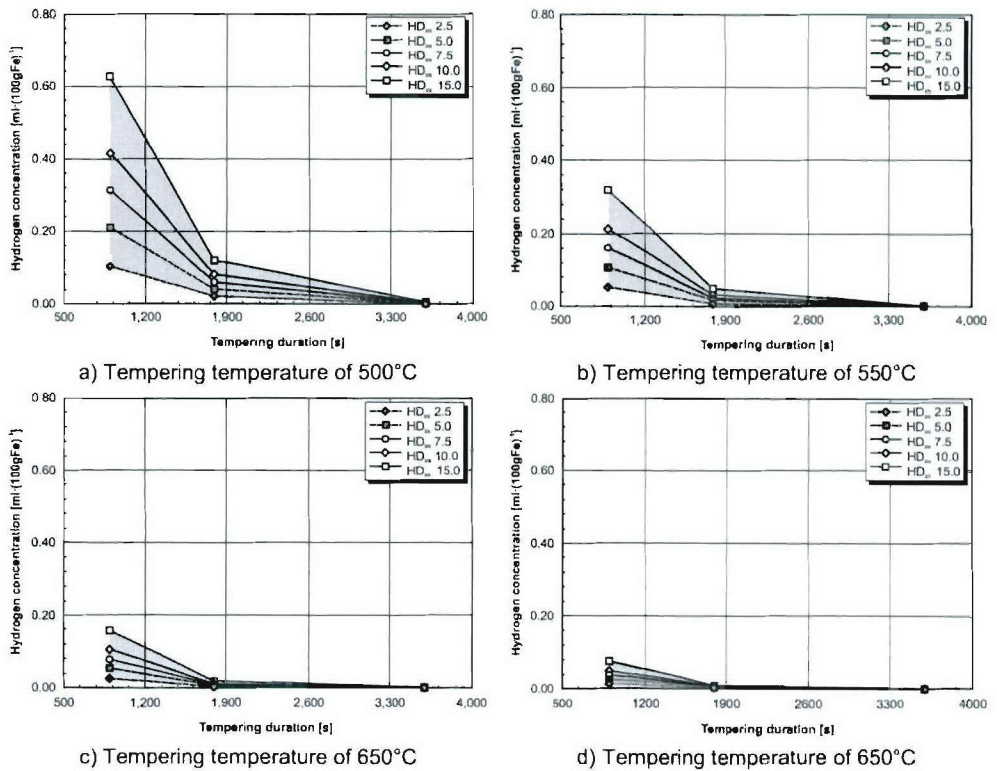 0.80
0.60
0.40
0.20
0.00
Hydrogen concentration [ml·(100gFe)⁻¹]
HD∞ 2.5
HD∞ 5.0
HD∞ 7.5
HD∞ 10.0
HD∞ 15.0
500 1,200 1,900 2,600 3,300 4,000
Tempering duration [s]
a) Tempering temperature of 500°C
0.80
0.60
0.40
0.20
0.00
Hydrogen concentration [ml·(100gFe)⁻¹]
HD∞ 2.5
HD∞ 5.0
HD∞ 7.5
HD∞ 10.0
HD∞ 15.0
500 1,200 1,900 2,600 3,300 4,000
Tempering duration [s]
b) Tempering temperature of 550°C
0.80
0.60
0.40
0.20
0.00
Hydrogen concentration [ml·(100gFe)⁻¹]
HD∞ 2.5
HD∞ 5.0
HD∞ 7.5
HD∞ 10.0
HD∞ 15.0
500 1,200 1,900 2,600 3,300 4,000
Tempering duration [s]
c) Tempering temperature of 650°C
0.80
0.60
0.40
0.20
0.00
Hydrogen concentration [ml·(100gFe)⁻¹]
HD∞ 2.5
HD∞ 5.0
HD∞ 7.5
HD∞ 10.0
HD∞ 15.0
500 1200 1900 2600 3300 4000
Tempering duration [s]
d) Tempering temperature of 650°C